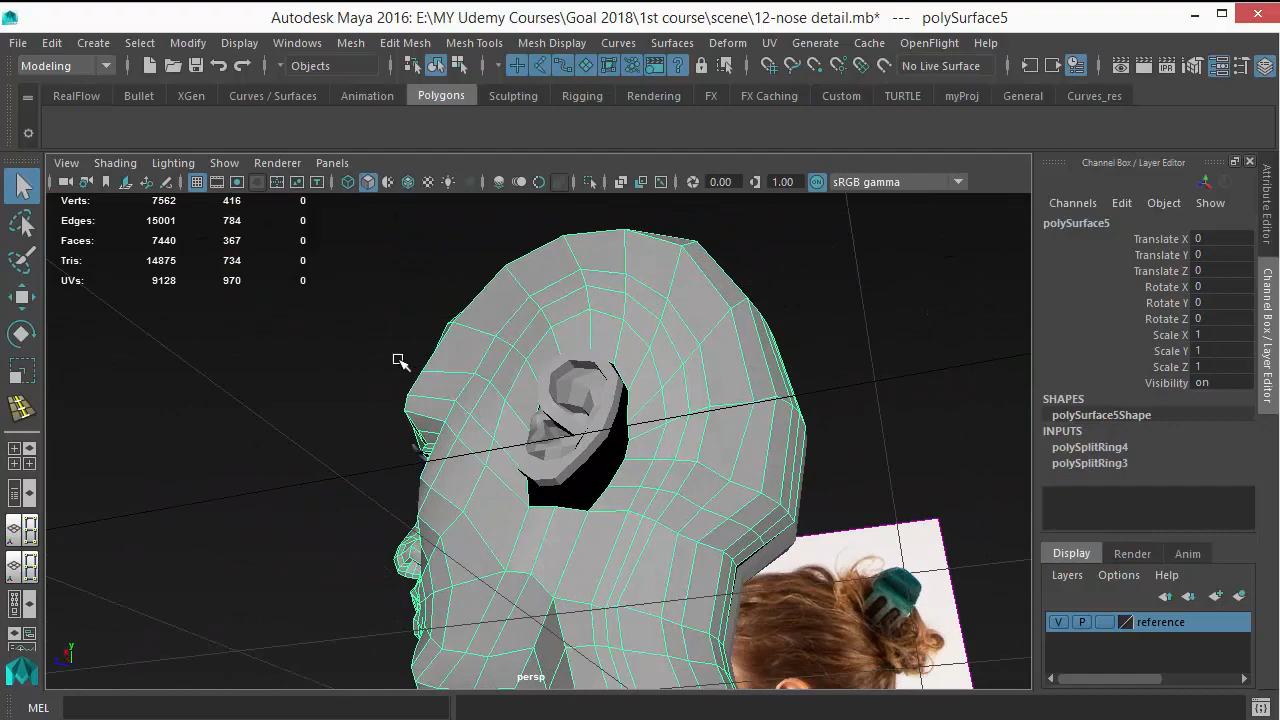 Autodesk Maya 2016: E:\MY Udemy Courses\Goal 2018\1st course\scene\12-nose detail.mb*   ---   polySurface5
File Edit Create Select Modify Display Windows Mesh Edit Mesh Mesh Tools Mesh Display Curves Surfaces Deform UV Generate Cache OpenFlight Help
Modeling Objects No Live Surface
RealFlow Bullet XGen Curves / Surfaces Animation Polygons Sculpting Rigging Rendering FX FX Caching Custom TURTLE myProj General Curves_res
View Shading Lighting Show Renderer Panels
0.00 1.00 sRGB gamma
Verts: 7562 416 0
Edges: 15001 784 0
Faces: 7440 367 0
Tris: 14875 734 0
UVs: 9128 970 0
persp
Channel Box / Layer Editor
Channels Edit Object Show
polySurface5
Translate X 0
Translate Y 0
Translate Z 0
Rotate X 0
Rotate Y 0
Rotate Z 0
Scale X 1
Scale Y 1
Scale Z 1
Visibility on
SHAPES
polySurface5Shape
INPUTS
polySplitRing4
polySplitRing3
Display Render Anim
Layers Options Help
V P reference
Attribute Editor
Channel Box / Layer Editor
MEL